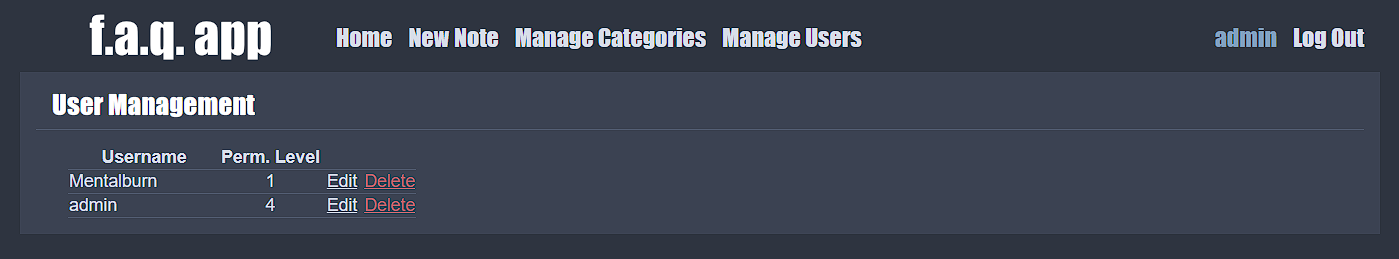 f.a.q. app Home New Note Manage Categories Manage Users admin Log Out
User Management
Username Perm. Level
Mentalburn 1 Edit Delete
admin 4 Edit Delete